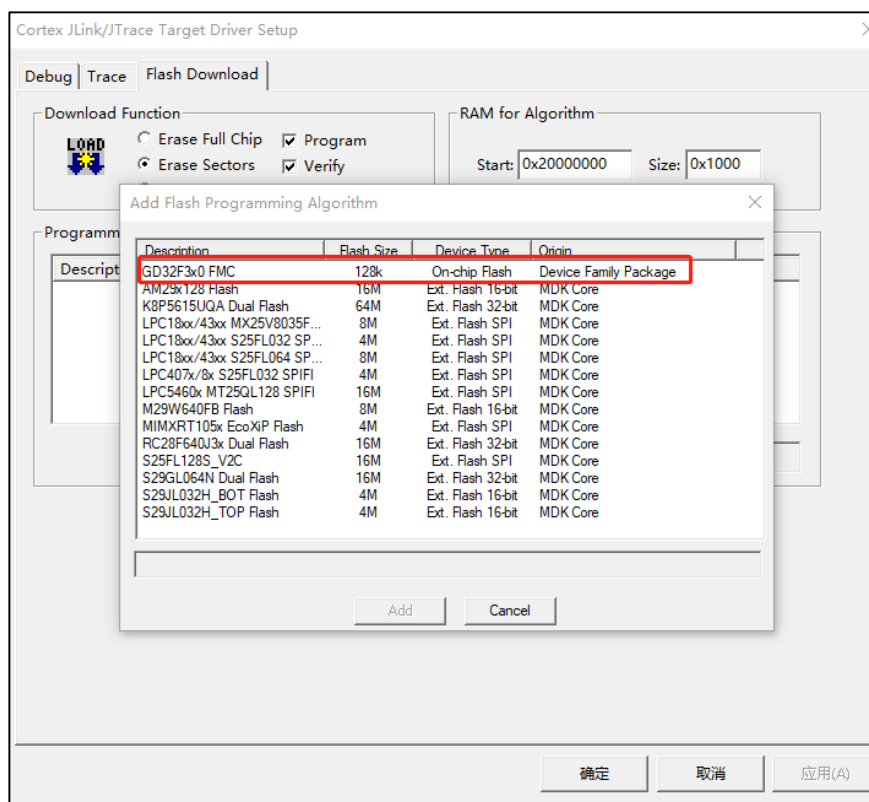 Cortex JLink/JTrace Target Driver Setup
Debug Trace Flash Download
Download Function
LOAD
Erase Full Chip Program
Erase Sectors Verify
RAM for Algorithm
Start: 0x20000000 Size: 0x1000
Add Flash Programming Algorithm
Programm
Descript
Description Flash Size Device Type Origin
GD32F3x0 FMC 128k On-chip Flash Device Family Package
AM29x128 Flash 16M Ext. Flash 16-bit MDK Core
K8P5615UQA Dual Flash 64M Ext. Flash 32-bit MDK Core
LPC18xx/43xx MX25V8035F... 8M Ext. Flash SPI MDK Core
LPC18xx/43xx S25FL032 SP... 4M Ext. Flash SPI MDK Core
LPC18xx/43xx S25FL064 SP... 8M Ext. Flash SPI MDK Core
LPC407x/8x S25FL032 SPIFI 4M Ext. Flash SPI MDK Core
LPC5460x MT25QL128 SPIFI 16M Ext. Flash SPI MDK Core
M29W640FB Flash 8M Ext. Flash 16-bit MDK Core
MIMXRT105x EcoXiP Flash 4M Ext. Flash SPI MDK Core
RC28F640J3x Dual Flash 16M Ext. Flash 32-bit MDK Core
S25FL128S_V2C 16M Ext. Flash SPI MDK Core
S29GL064N Dual Flash 16M Ext. Flash 32-bit MDK Core
S29JL032H_BOT Flash 4M Ext. Flash 16-bit MDK Core
S29JL032H_TOP Flash 4M Ext. Flash 16-bit MDK Core
Add Cancel
确定 取消 应用(A)